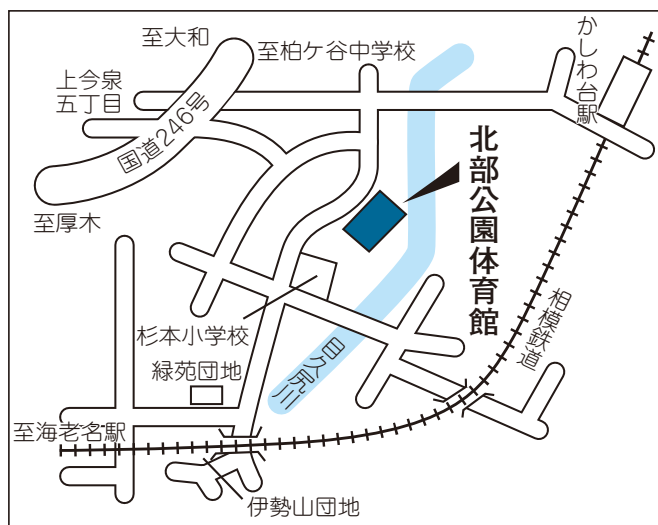 至大和
至柏ケ谷中学校
かしわ台駅
上今泉
五丁目
国道246号
北部公園体育館
至厚木
相模鉄道
杉本小学校
目久尻川
緑苑団地
至海老名駅
伊勢山団地